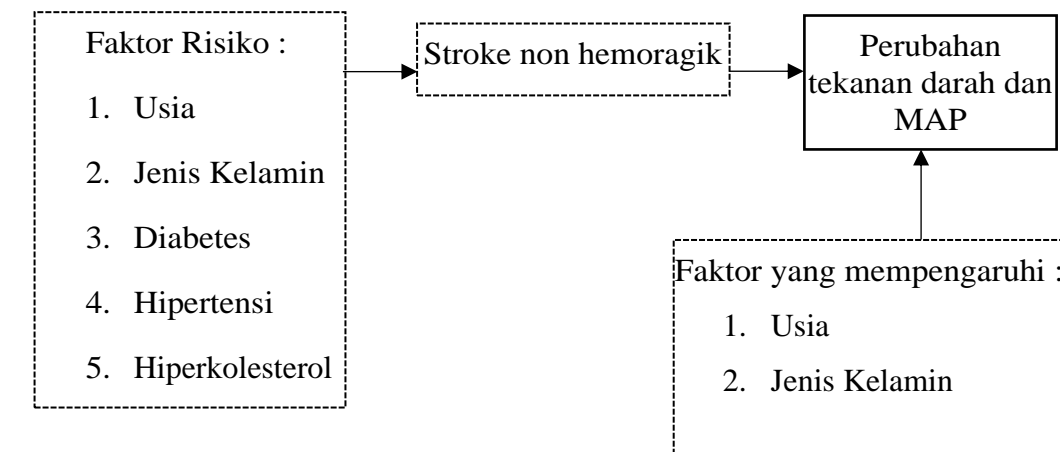 Faktor Risiko :
1. Usia
2. Jenis Kelamin
3. Diabetes
4. Hipertensi
5. Hiperkolesterol
Stroke non hemoragik
Perubahan
tekanan darah dan
MAP
Faktor yang mempengaruhi :
1. Usia
2. Jenis Kelamin